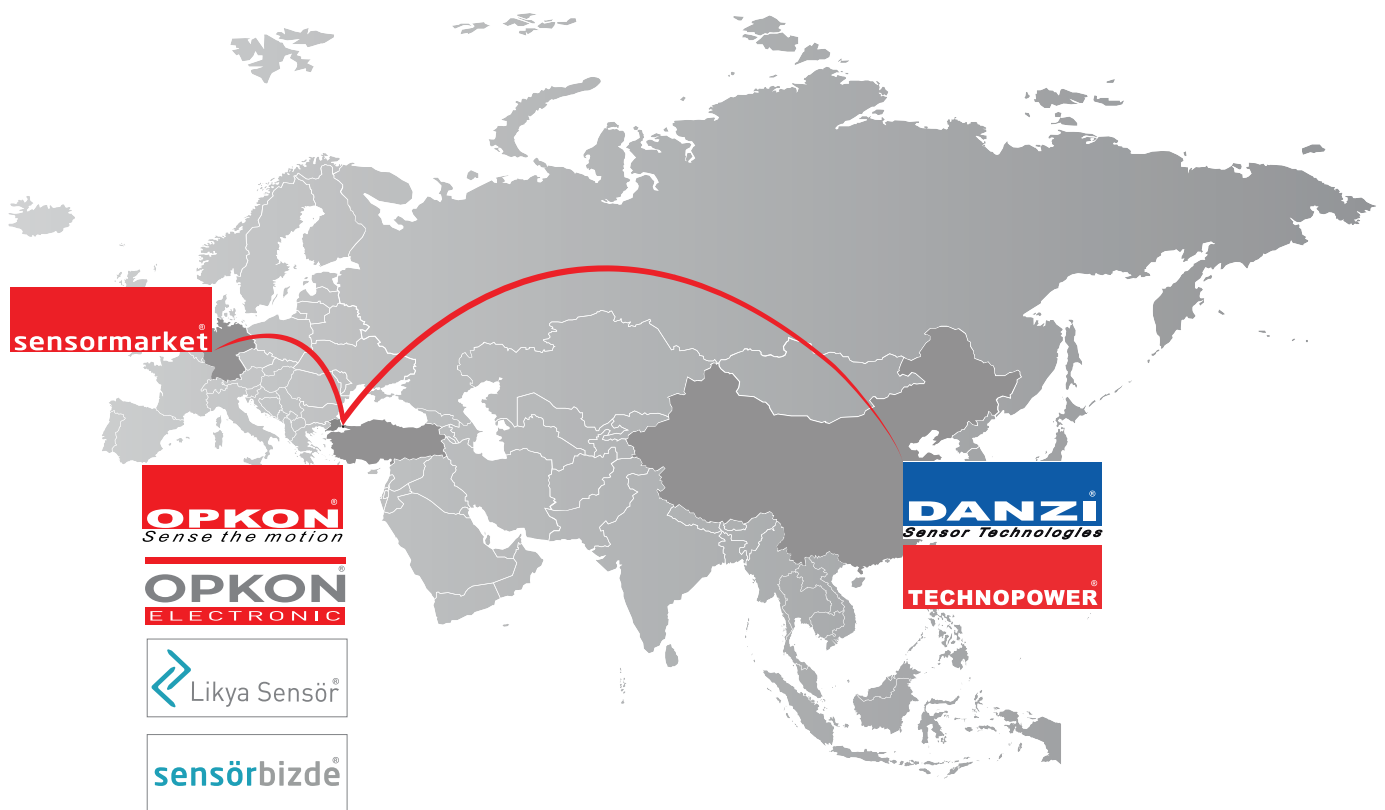 sensormarket®
OPKON®
Sense the motion
OPKON®
ELECTRONIC
Likya Sensör®
sensörbizde®
DANZi®
Sensor Technologies
TECHNOPOWER®